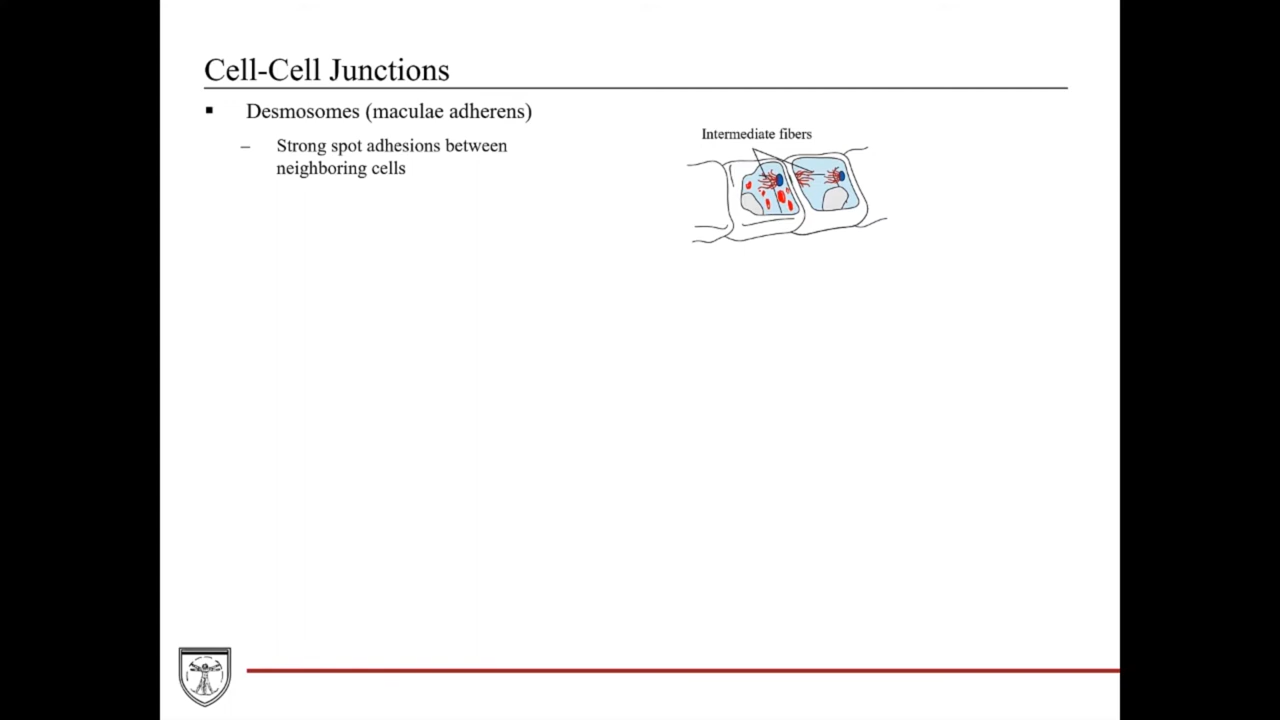 Cell-Cell Junctions
▪ Desmosomes (maculae adherens)
– Strong spot adhesions between
neighboring cells
Intermediate fibers